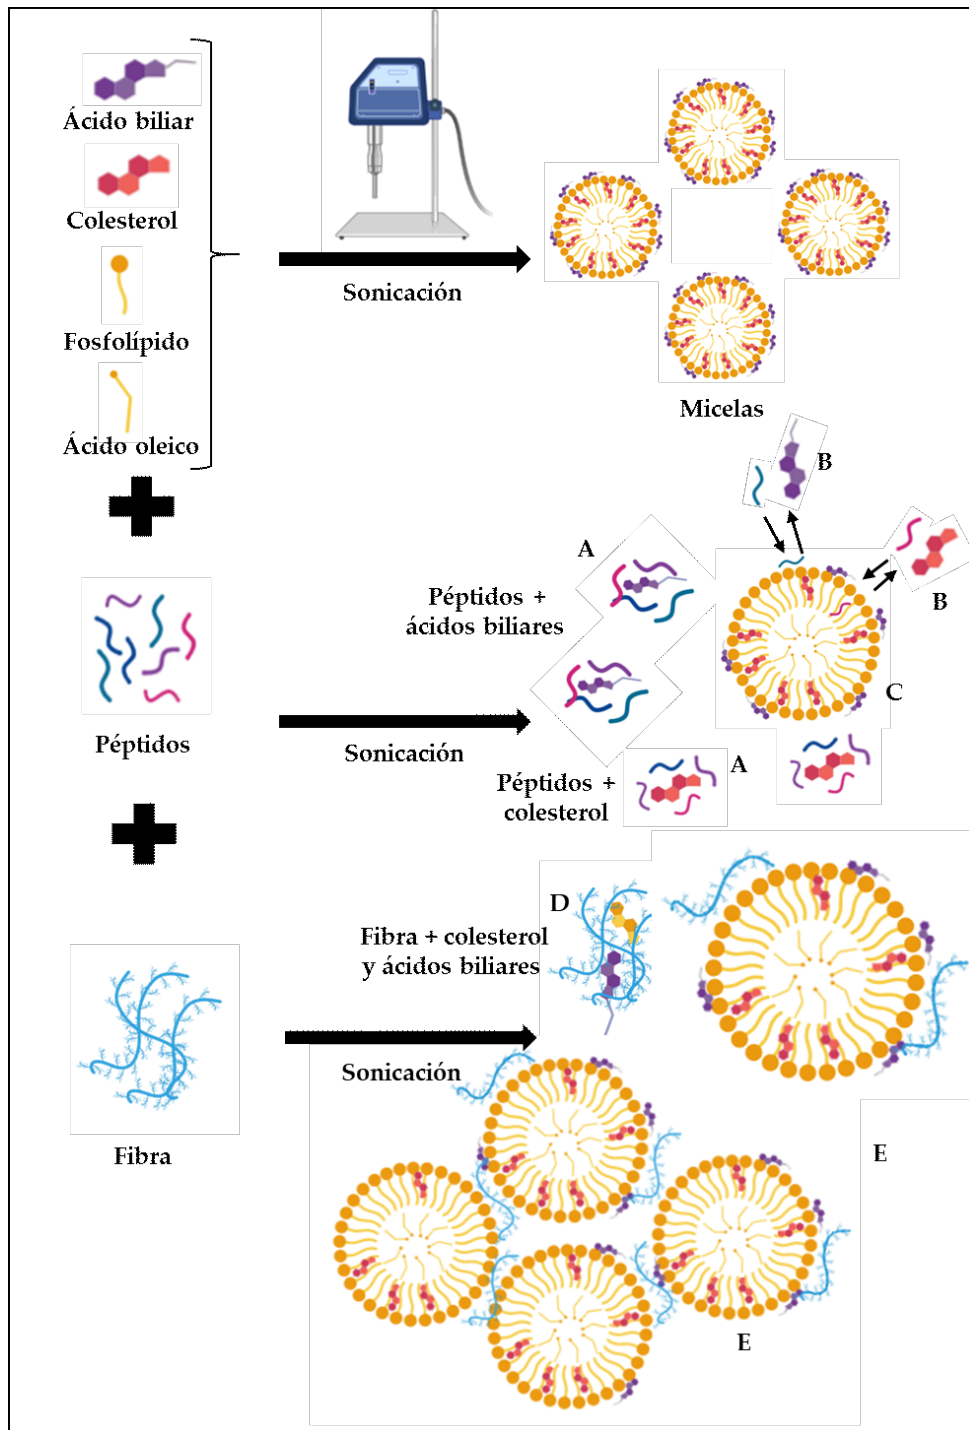 Ácido biliar
Colesterol
Fosfolípido
Ácido oleico
Sonicación
Micelas
B
B
A
Péptidos +
ácidos biliares
C
Péptidos
Sonicación
Péptidos +
colesterol
A
D
Fibra + colesterol
y ácidos biliares
Sonicación
Fibra
E
E